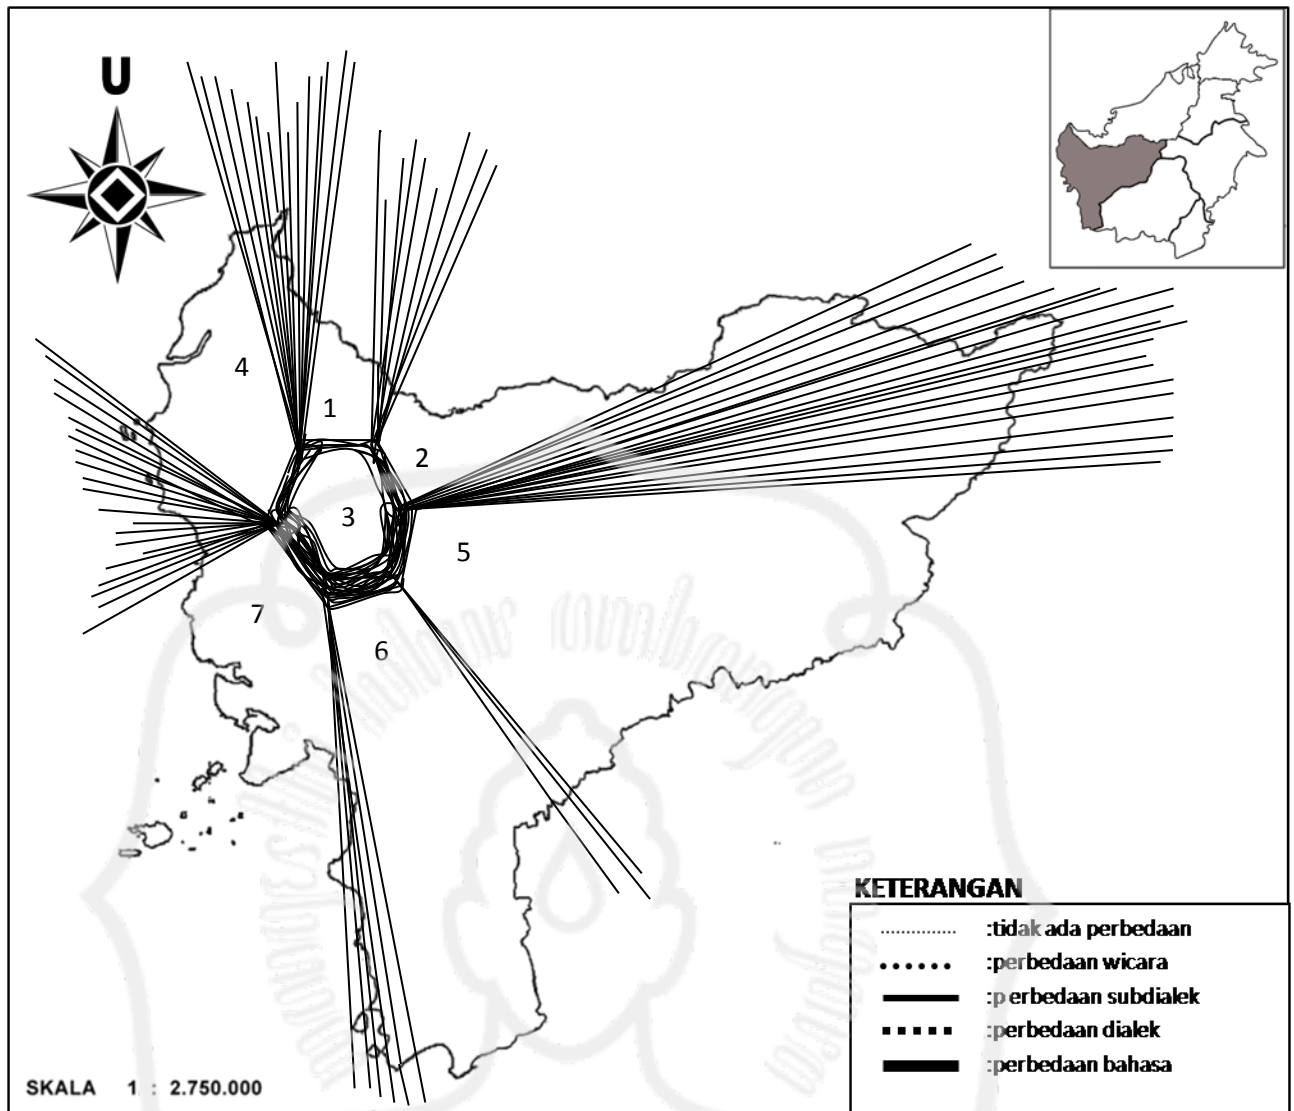 U
4
1
2
3
5
7
6
KETERANGAN
:tidak ada perbedaan
:perbedaan wicara
:p erbedaan subdialek
:perbedaan dialek
:perbedaan bahasa
SKALA 1 : 2.750.000